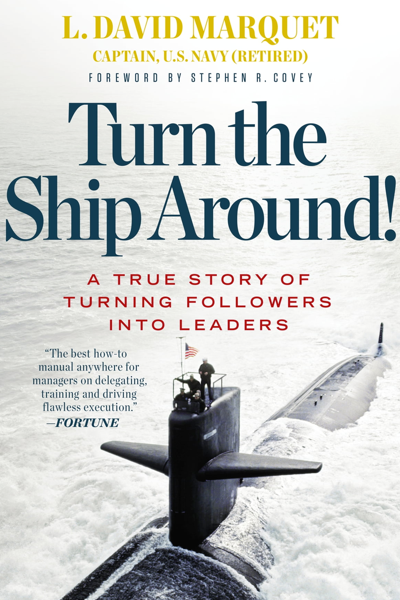 L. DAVID MARQUET
CAPTAIN, U.S. NAVY (RETIRED)
FOREWORD BY STEPHEN R. COVEY
Turn the
Ship Around!
A TRUE STORY OF
TURNING FOLLOWERS
INTO LEADERS
“The best how-to
manual anywhere for
managers on delegating,
training and driving
flawless execution.”
—FORTUNE